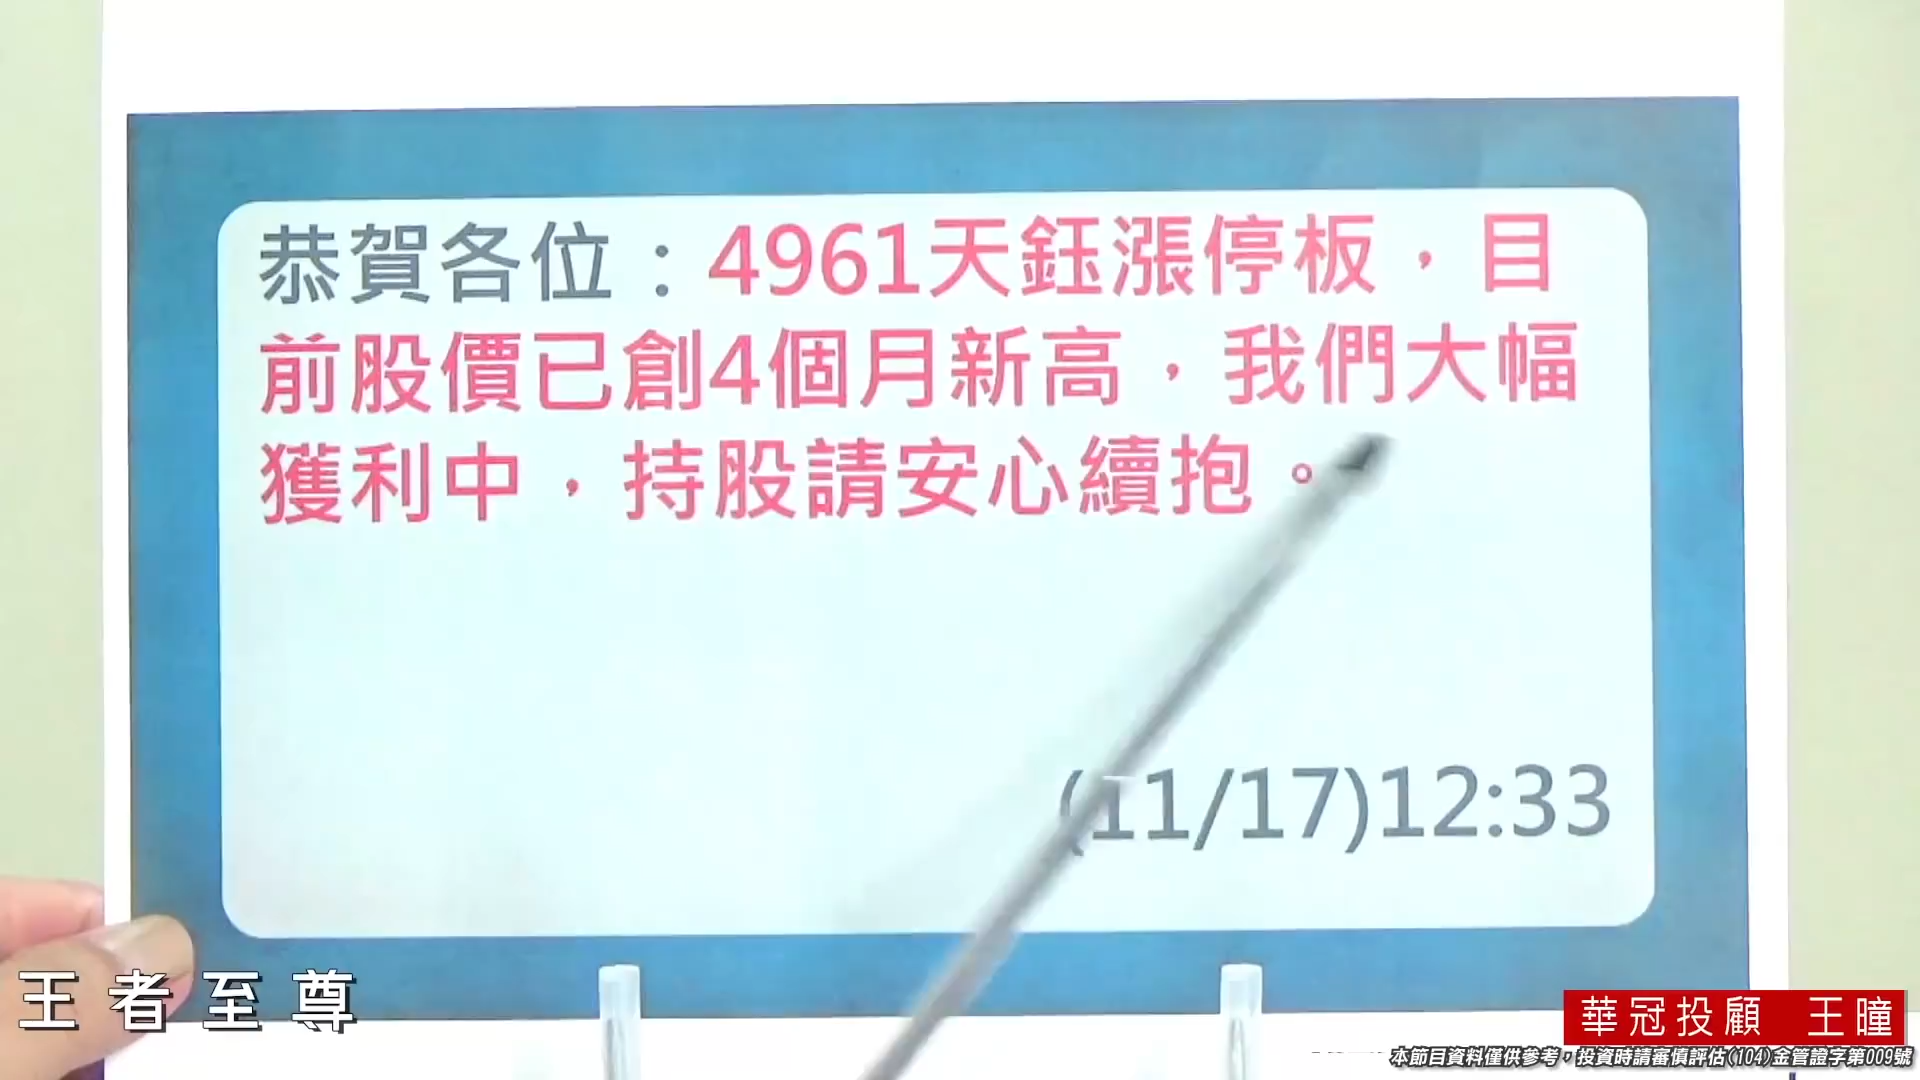 恭賀各位：4961天鈺漲停板，目
前股價已創4個月新高，我們大幅
獲利中，持股請安心續抱。
(11/17)12:33
王者至尊
華冠投顧 王瞳
本節目資料僅供參考，投資時請審慎評估(104)金管證字第009號